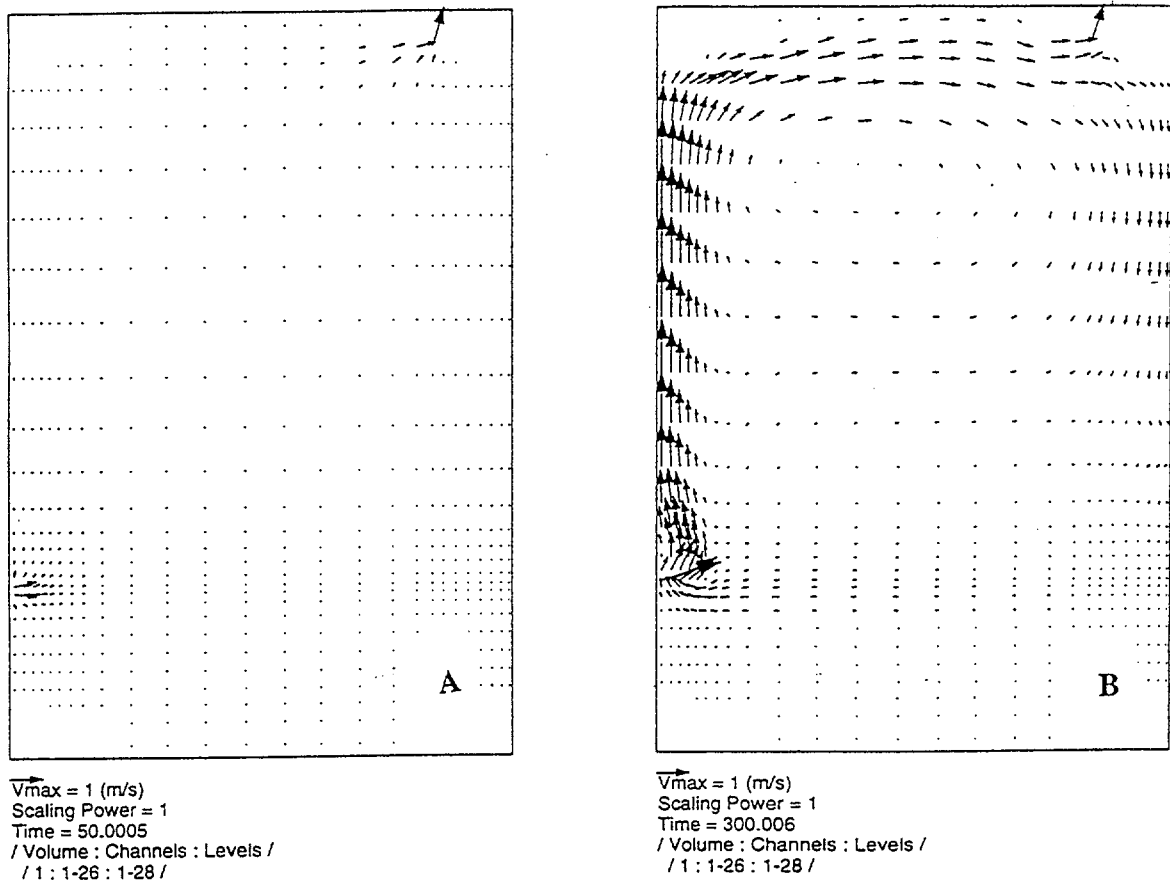 A
Vmax = 1 (m/s)
Scaling Power = 1
Time = 50.0005
/ Volume : Channels : Levels /
/ 1 : 1-26 : 1-28 /
B
Vmax = 1 (m/s)
Scaling Power = 1
Time = 300.006
/ Volume : Channels : Levels /
/ 1 : 1-26 : 1-28 /